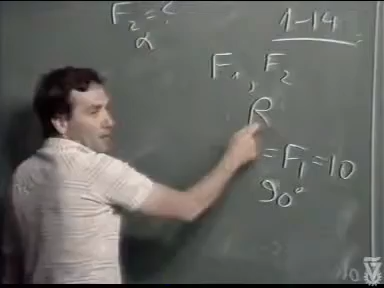 F₂ = ?
α
1-14
F₁, F₂
R
= F₁ = 10
90°